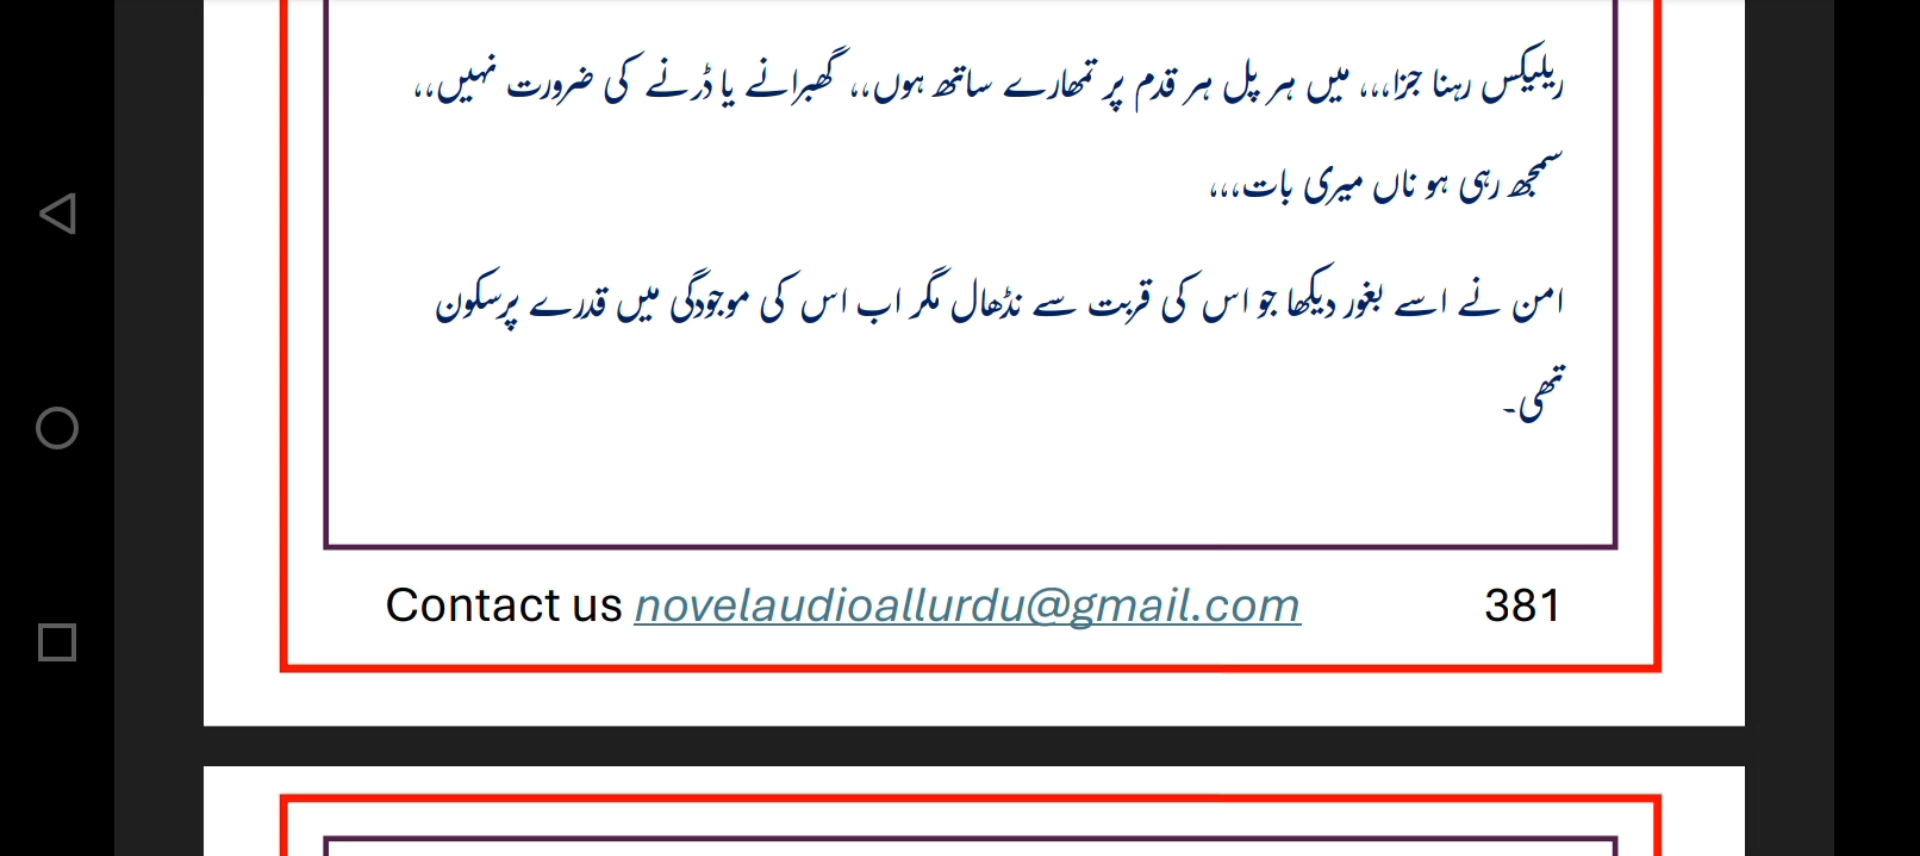 ریلیکس رہنا جزا،،، میں ہر پل ہر قدم پر تمھارے ساتھ ہوں،، گھبرانے یا ڈرنے کی ضرورت نہیں،،
سمجھ رہی ہو ناں میری بات،،،
امن نے اسے بغور دیکھا جو اس کی قربت سے نڈھال مگر اب اس کی موجودگی میں قدرے پرسکون
تھی۔
Contact us novelaudioallurdu@gmail.com 381